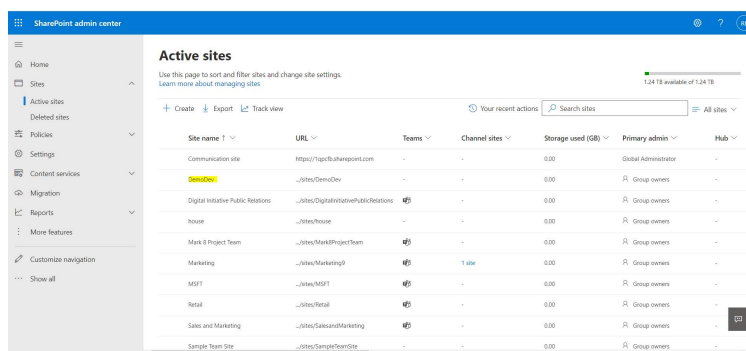 SharePoint admin center
?
Home
Sites
Active sites
Deleted sites
Policies
Settings
Content services
Migration
Reports
More features
Customize navigation
Show all
Active sites
Use this page to sort and filter sites and change site settings.
Learn more about managing sites
1.24 TB available of 1.24 TB
+ Create Export Track view Your recent actions Search sites All sites
Site name ↑ URL Teams Channel sites Storage used (GB) Primary admin Hub
Communication site https://1qpcfb.sharepoint.com - - 0.00 Global Administrator -
DemoDev .../sites/DemoDev - - 0.00 Group owners -
Digital Initiative Public Relations .../sites/DigitalInitiativePublicRelations - 0.00 Group owners -
house .../sites/house - - 0.00 Group owners -
Mark 8 Project Team .../sites/Mark8ProjectTeam - 0.00 Group owners -
Marketing .../sites/Marketing9 1 site 0.00 Group owners -
MSFT .../sites/MSFT - 0.00 Group owners -
Retail .../sites/Retail - 0.00 Group owners -
Sales and Marketing .../sites/SalesandMarketing - 0.00 Group owners -
Sample Team Site .../sites/SampleTeamSite - - 0.00 Group owners -